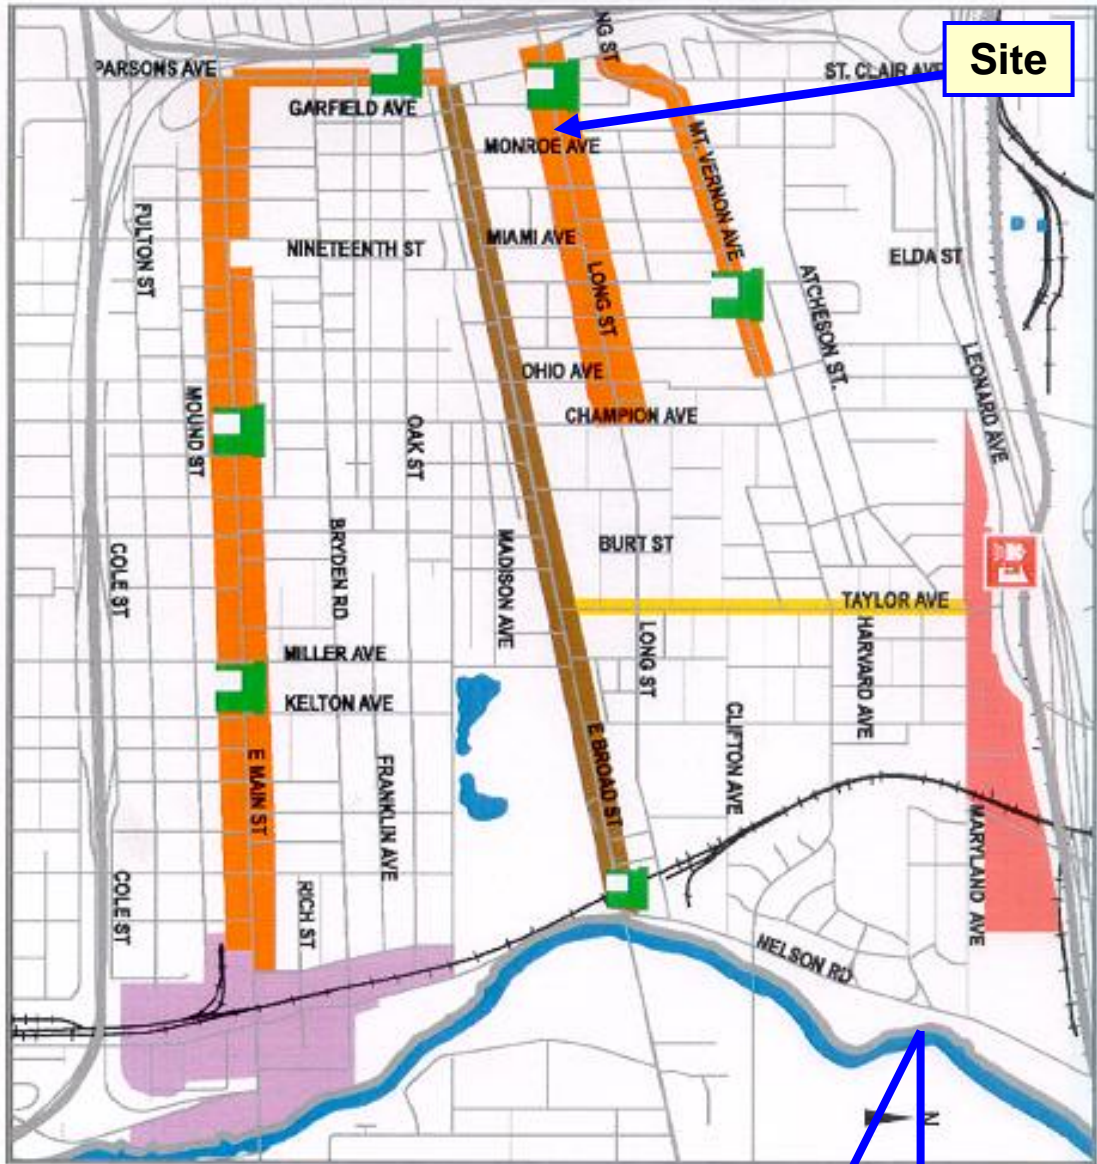 NG ST
Site
PARSONS AVE
ST. CLAIR AVE
GARFIELD AVE
MONROE AVE
MT. VERNON AVE
FULTON ST
NINETEENTH ST
MIAMI AVE
ELDA ST
LONG ST
ATCHESON ST.
OHIO AVE
LEONARD AVE
CHAMPION AVE
MOUND ST
OAK ST
BRYDEN RD
MADISON AVE
BURT ST
COLE ST
TAYLOR AVE
HARVARD AVE
LONG ST
MILLER AVE
KELTON AVE
CLIFTON AVE
E BROAD ST
E MAIN ST
FRANKLIN AVE
MARYLAND AVE
COLE ST
RICH ST
NELSON RD
N